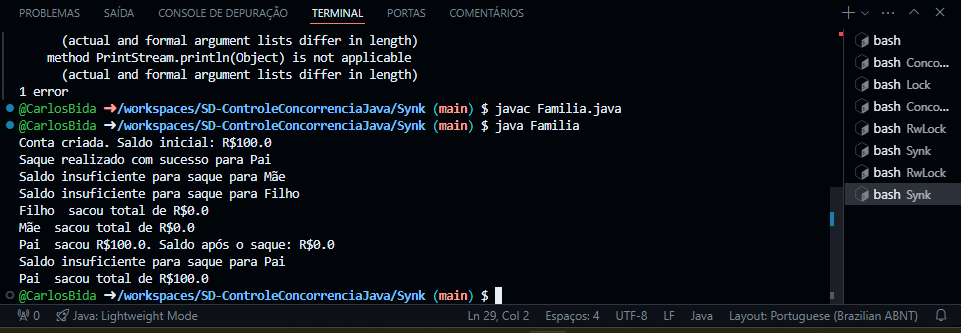 PROBLEMAS SAÍDA CONSOLE DE DEPURAÇÃO TERMINAL PORTAS COMENTÁRIOS
(actual and formal argument lists differ in length)
method PrintStream.println(Object) is not applicable
(actual and formal argument lists differ in length)
1 error
@CarlosBida ➜/workspaces/SD-ControleConcorrenciaJava/Synk (main) $ javac Familia.java
@CarlosBida ➜/workspaces/SD-ControleConcorrenciaJava/Synk (main) $ java Familia
Conta criada. Saldo inicial: R$100.0
Saque realizado com sucesso para Pai
Saldo insuficiente para saque para Mãe
Saldo insuficiente para saque para Filho
Filho  sacou total de R$0.0
Mãe  sacou total de R$0.0
Pai  sacou R$100.0. Saldo após o saque: R$0.0
Saldo insuficiente para saque para Pai
Pai  sacou total de R$100.0
@CarlosBida ➜/workspaces/SD-ControleConcorrenciaJava/Synk (main) $
bash
bash Conco...
bash Lock
bash Conco...
bash RwLock
bash Synk
bash RwLock
bash Synk
0 Java: Lightweight Mode Ln 29, Col 2 Espaços: 4 UTF-8 LF Java Layout: Portuguese (Brazilian ABNT)